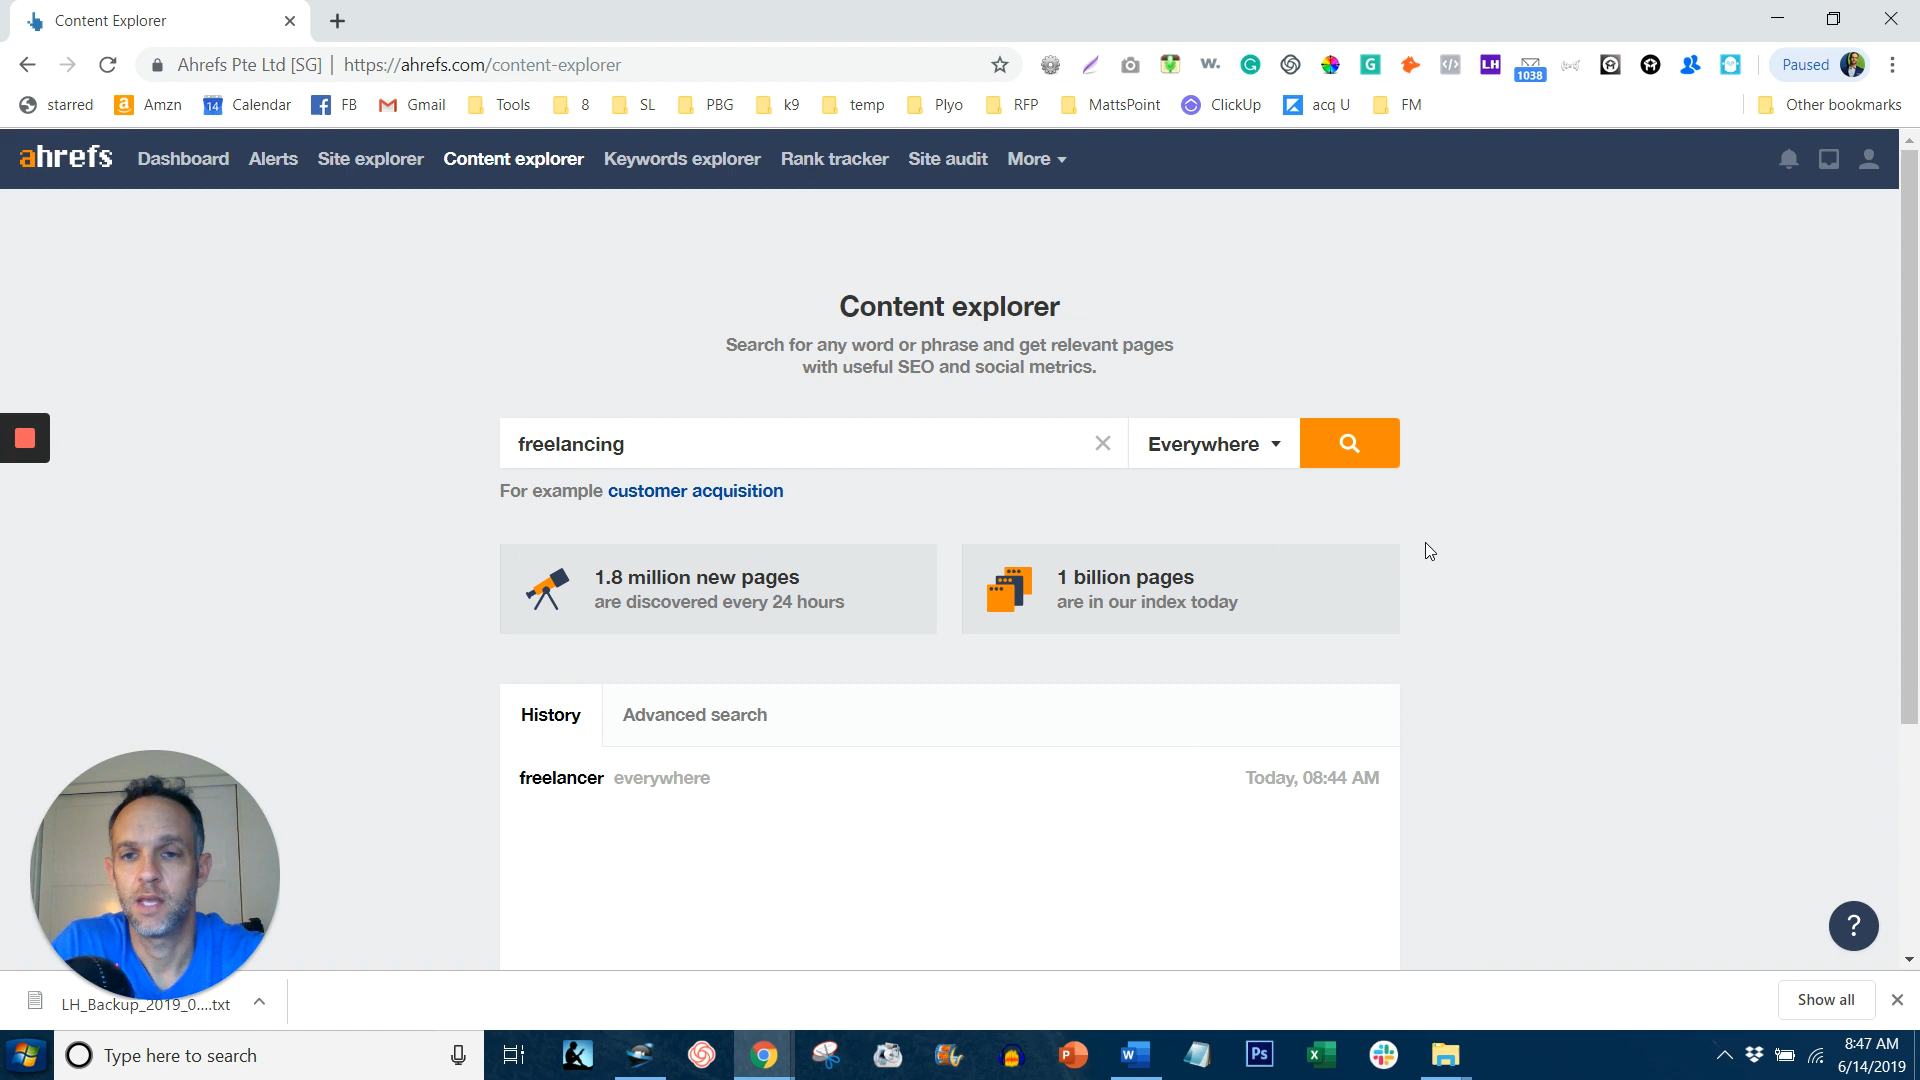 Content Explorer
Ahrefs Pte Ltd [SG] | https://ahrefs.com/content-explorer
w.
G
LH
1038
Paused
starred
a
Amzn
14
Calendar
FB
Gmail
Tools
8
SL
PBG
k9
temp
Plyo
RFP
MattsPoint
ClickUp
acq U
FM
Other bookmarks
ahrefs
Dashboard
Alerts
Site explorer
Content explorer
Keywords explorer
Rank tracker
Site audit
More
Content explorer
Search for any word or phrase and get relevant pages
with useful SEO and social metrics.
freelancing
Everywhere
For example customer acquisition
1.8 million new pages
are discovered every 24 hours
1 billion pages
are in our index today
History
Advanced search
freelancer everywhere
Today, 08:44 AM
?
LH_Backup_2019_0....txt
Show all
Type here to search
P
W
Ps
X
8:47 AM
6/14/2019